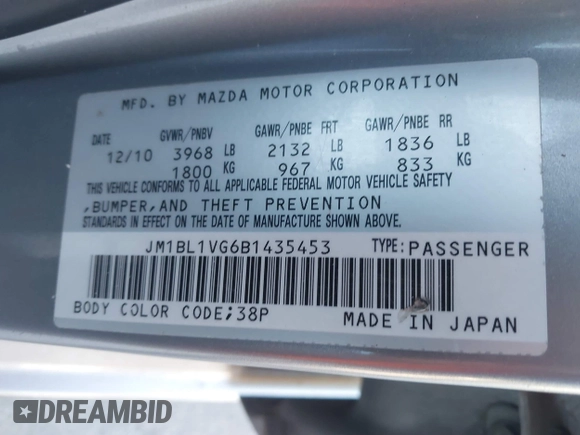 MFD. BY MAZDA MOTOR CORPORATION
DATE GVWR/PNBV GAWR/PNBE FRT GAWR/PNBE RR
12/10 3968 LB 2132 LB 1836 LB
1800 KG 967 KG 833 KG
THIS VEHICLE CONFORMS TO ALL APPLICABLE FEDERAL MOTOR VEHICLE SAFETY
,BUMPER,AND THEFT PREVENTION
STANDARDS IN EFFECT ON THE DATE OF MANUFACTURE SHOWN ABOVE.
JM1BL1VG6B1435453 TYPE:PASSENGER
BODY COLOR CODE;38P MADE IN JAPAN
DREAMBID